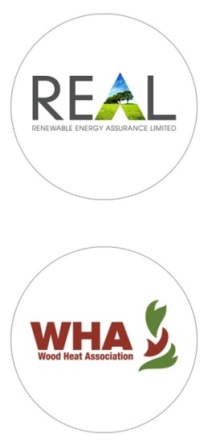 REAL
RENEWABLE ENERGY ASSURANCE LIMITED
WHA
Wood Heat Association